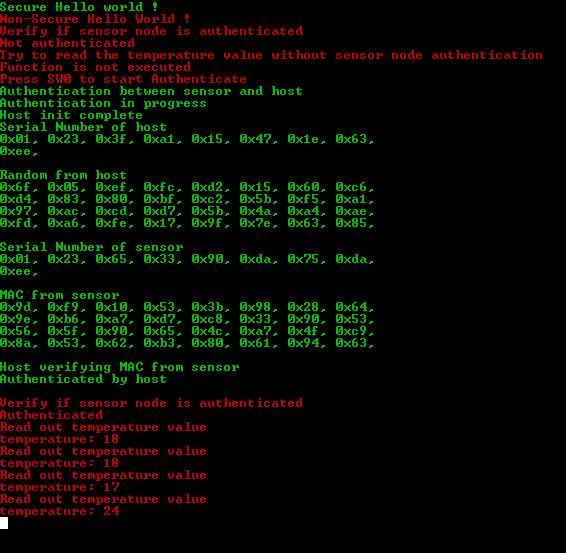 Secure Hello world !
Non-Secure Hello World !
Verify if sensor node is authenticated
Not authenticated
Try to read the temperature value without sensor node authentication
Function is not executed
Press SW0 to start Authenticate
Authentication between sensor and host
Authentication in progress
Host init complete
Serial Number of host
0x01, 0x23, 0x3f, 0xa1, 0x15, 0x47, 0x1e, 0x63,
0xee,
Random from host
0x6f, 0x05, 0xef, 0xfc, 0xd2, 0x15, 0x60, 0xc6,
0xd4, 0x83, 0x80, 0xbf, 0xc2, 0x5b, 0xf5, 0xa1,
0x97, 0xac, 0xcd, 0xd7, 0x5b, 0x4a, 0xa4, 0xae,
0xfd, 0xa6, 0xfe, 0x17, 0x9f, 0x7e, 0x63, 0x85,
Serial Number of sensor
0x01, 0x23, 0x65, 0x33, 0x90, 0xda, 0x75, 0xda,
0xee,
MAC from sensor
0x9d, 0xf9, 0x10, 0x53, 0x3b, 0x98, 0x28, 0x64,
0x9e, 0xb6, 0xa7, 0xd7, 0xc8, 0x33, 0x90, 0x53,
0x56, 0x5f, 0x90, 0x65, 0x4c, 0xa7, 0x4f, 0xc9,
0x8a, 0x53, 0x62, 0xb3, 0x80, 0x61, 0x94, 0x63,
Host verifying MAC from sensor
Authenticated by host
Verify if sensor node is authenticated
Authenticated
Read out temperature value
temperature: 18
Read out temperature value
temperature: 18
Read out temperature value
temperature: 17
Read out temperature value
temperature: 24